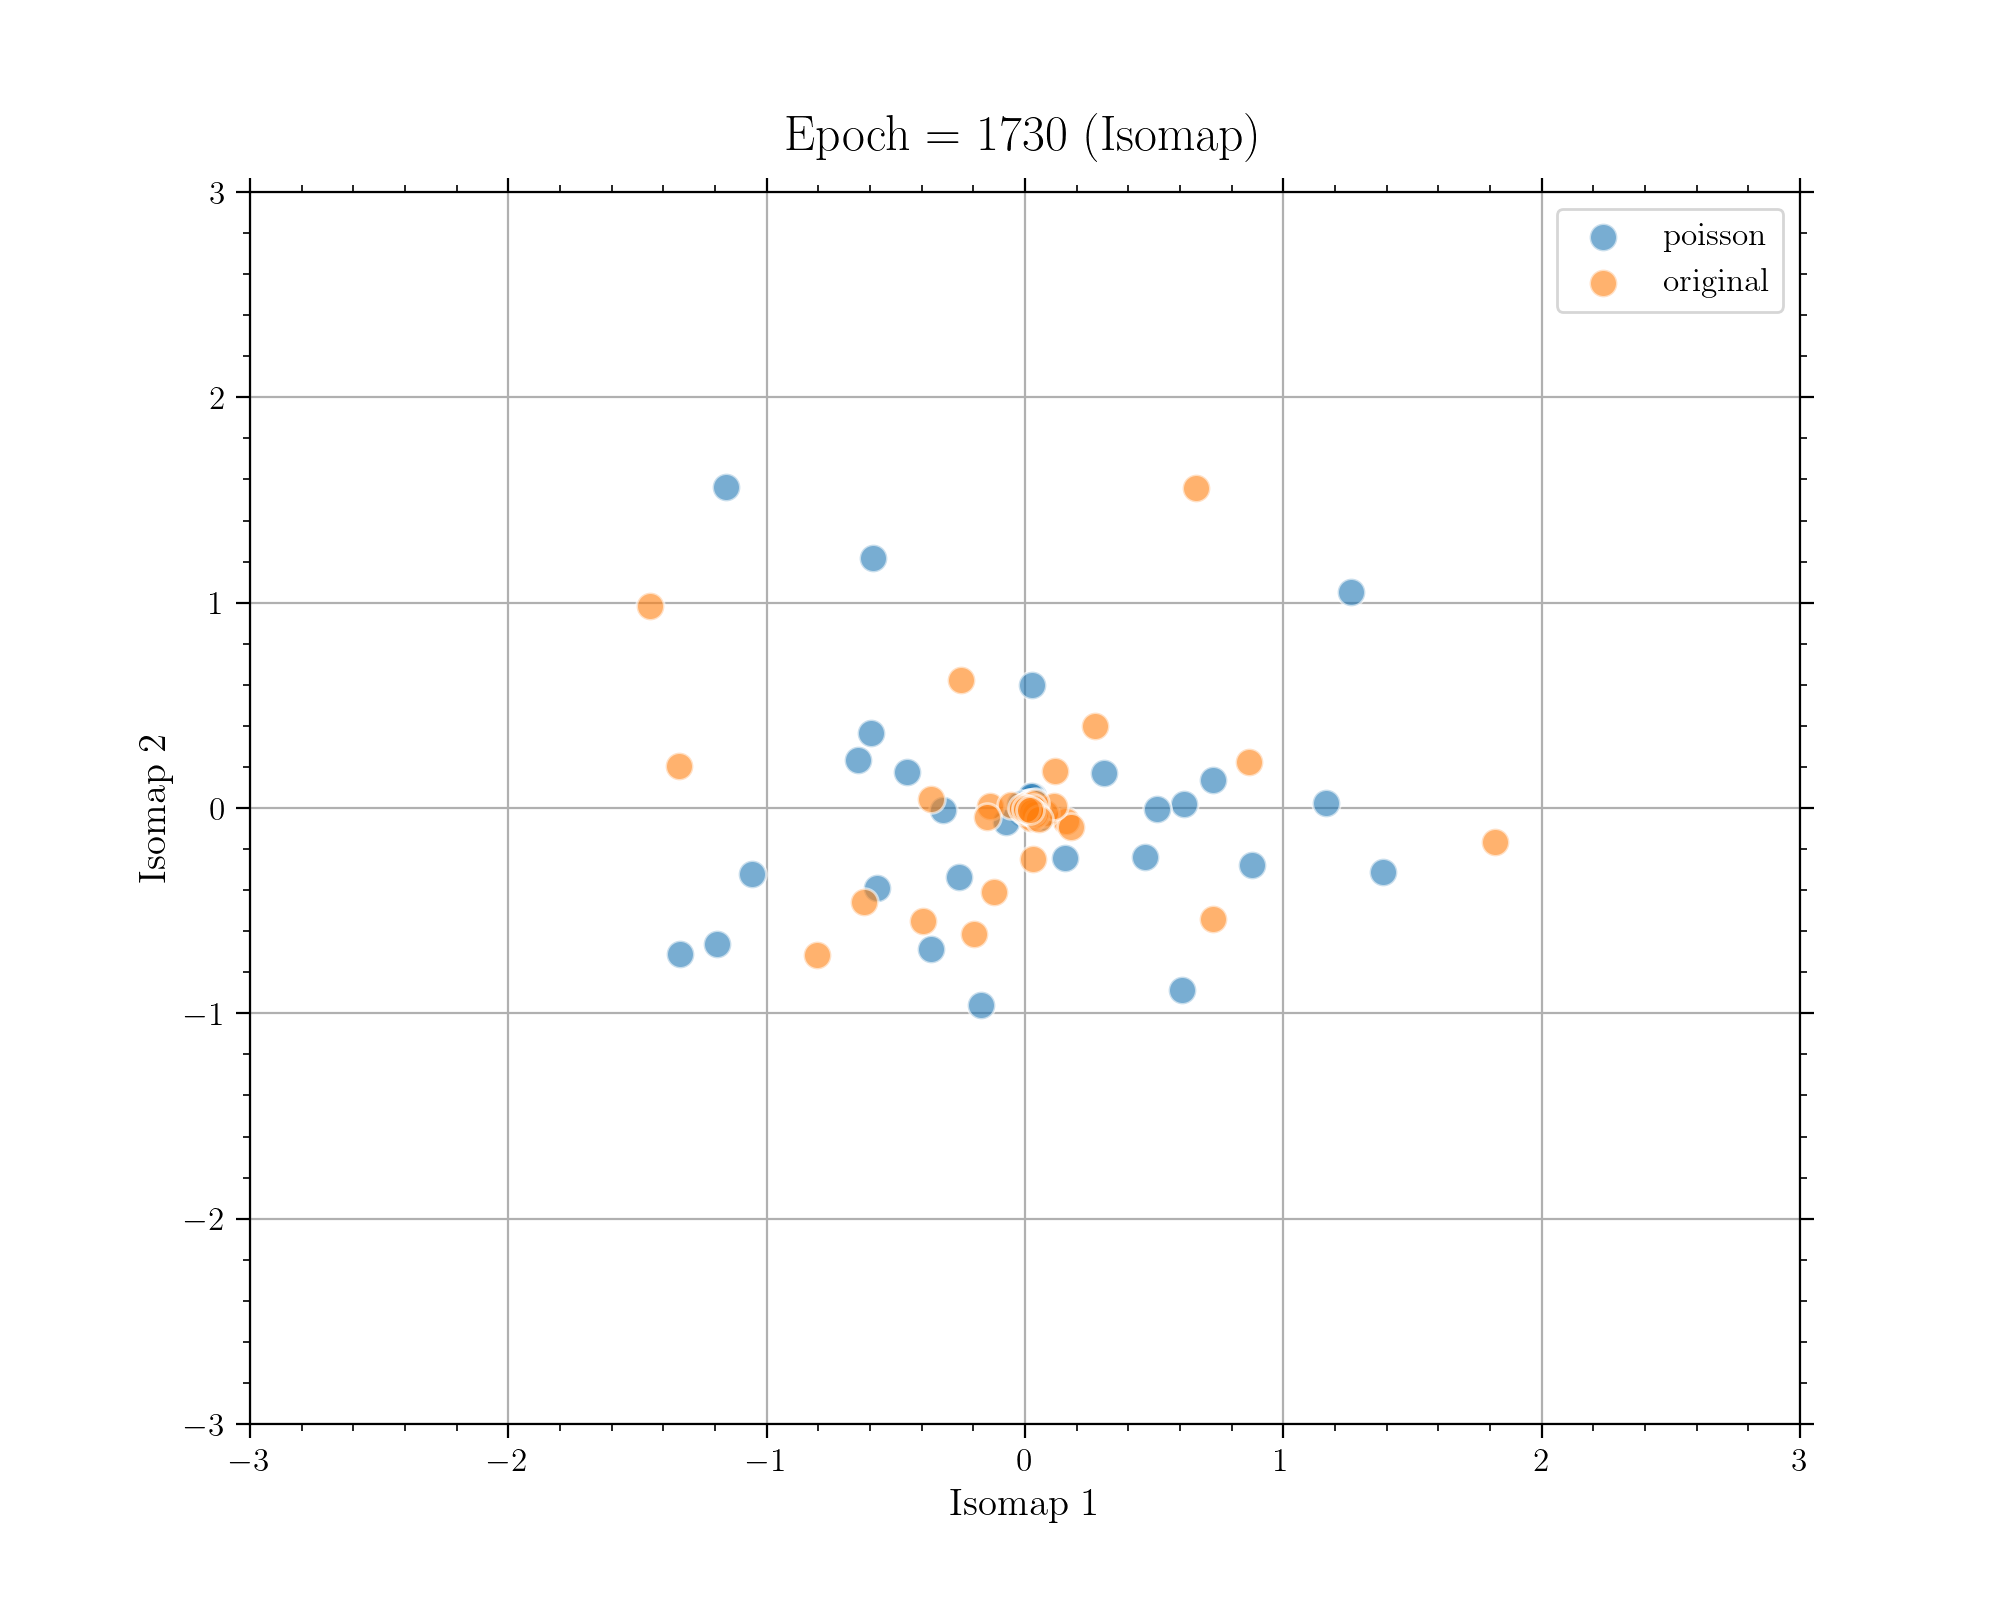 Epoch = 1730 (Isomap)
3
2
1
0
−1
−2
−3
Isomap 2
poisson
original
−3
−2
−1
0
1
2
3
Isomap 1